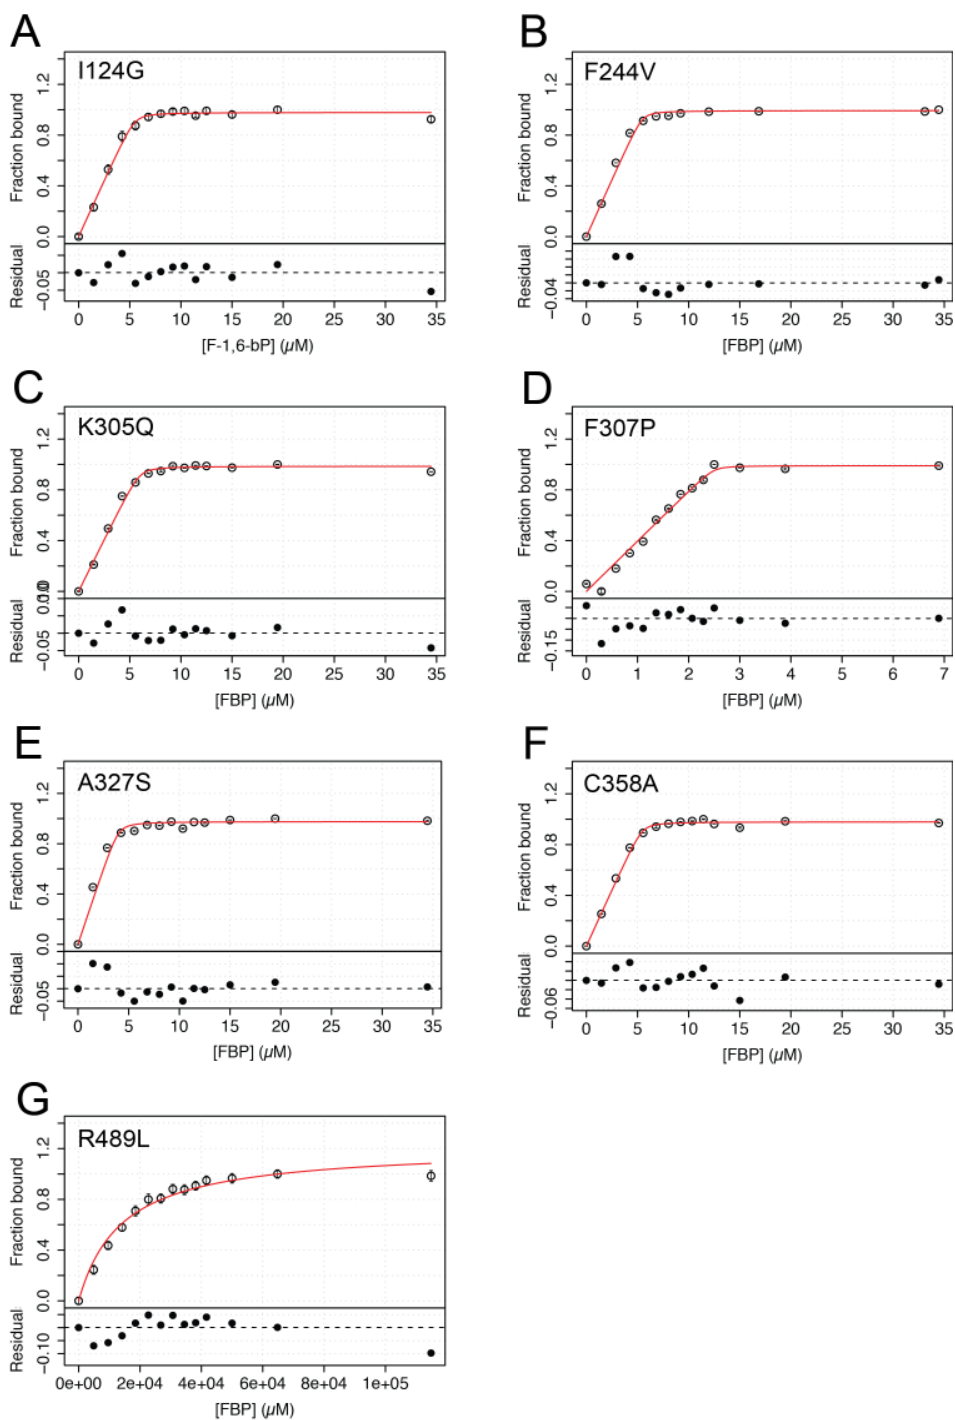 A
I124G
Fraction bound
0.0 0.4 0.8 1.2
Residual
−0.05
0 5 10 15 20 25 30 35
[F-1,6-bP] (µM)
B
F244V
Fraction bound
0.0 0.4 0.8 1.2
Residual
−0.04
0 5 10 15 20 25 30 35
[FBP] (µM)
C
K305Q
Fraction bound
0.4 0.8 1.2
Residual
−0.05
0 5 10 15 20 25 30 35
[FBP] (µM)
D
F307P
Fraction bound
0.0 0.4 0.8 1.2
Residual
−0.15
0 1 2 3 4 5 6 7
[FBP] (µM)
E
A327S
Fraction bound
0.0 0.4 0.8 1.2
Residual
−0.05
0 5 10 15 20 25 30 35
[FBP] (µM)
F
C358A
Fraction bound
0.0 0.4 0.8 1.2
Residual
−0.06
0 5 10 15 20 25 30 35
[FBP] (µM)
G
R489L
Fraction bound
0.0 0.4 0.8 1.2
Residual
−0.10
0e+00 2e+04 4e+04 6e+04 8e+04 1e+05
[FBP] (µM)